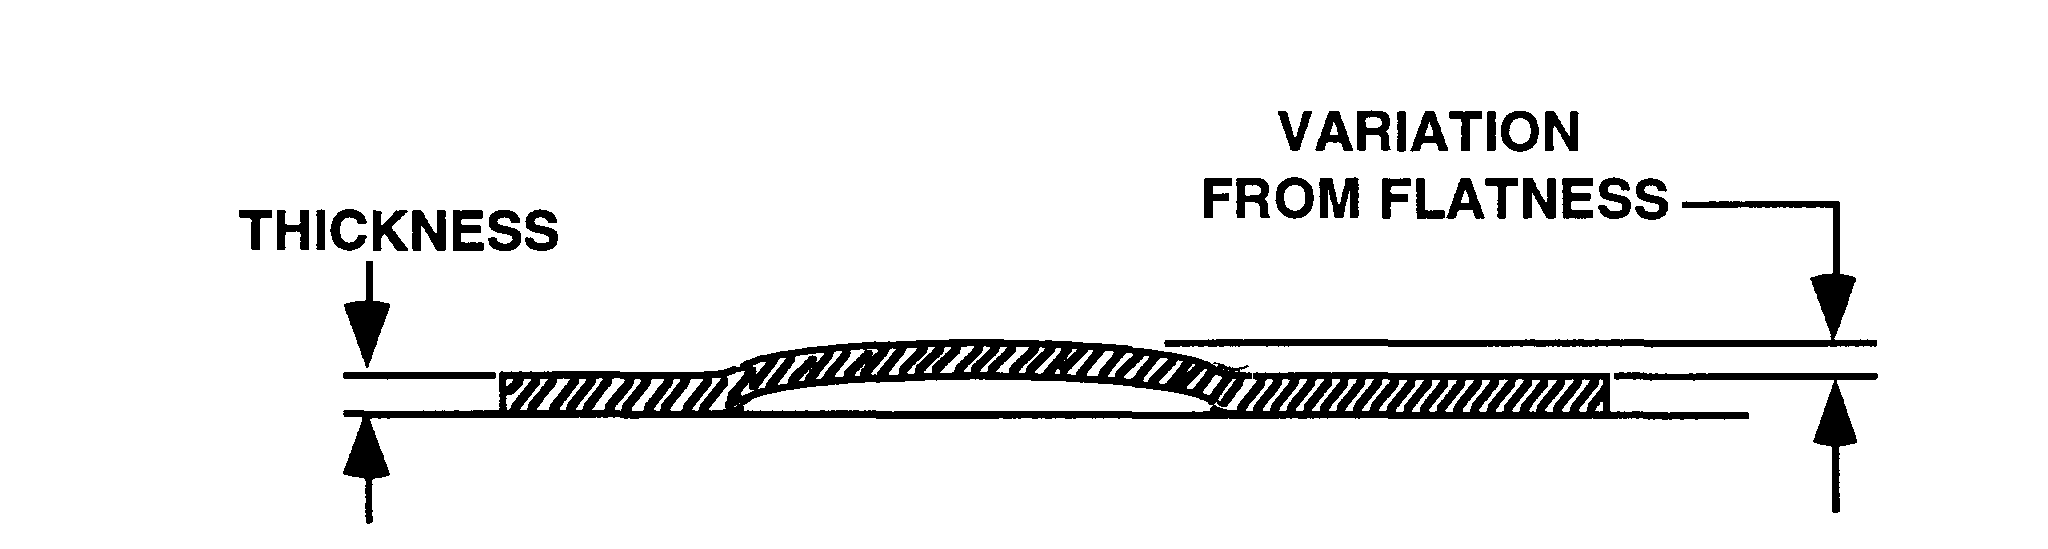 THICKNESS
VARIATION
FROM FLATNESS